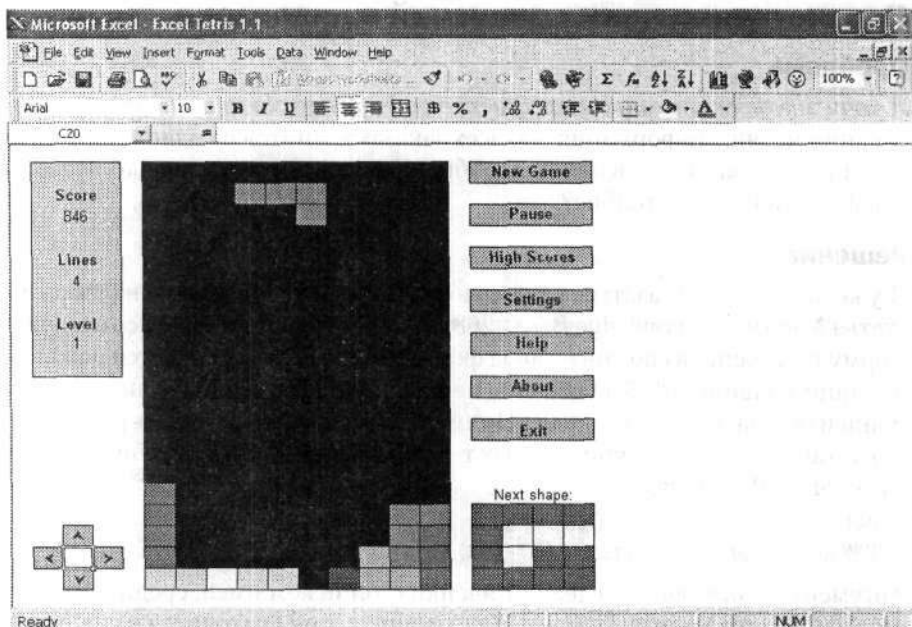 Microsoft Excel - Excel Tetris 1.1
File Edit View Insert Format Tools Data Window Help
100%
Arial 10 B I U $ % ,
C20 =
Score
846
Lines
4
Level
1
New Game
Pause
High Scores
Settings
Help
About
Exit
Next shape:
Ready NUM